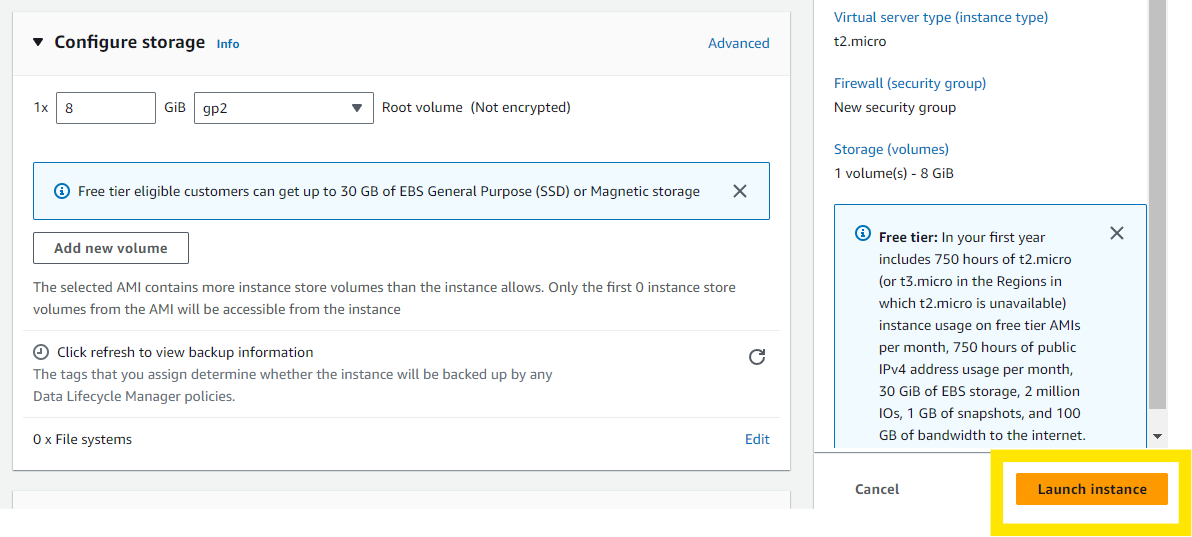 Configure storage Info
Advanced
1x 8 GiB gp2 Root volume (Not encrypted)
Free tier eligible customers can get up to 30 GB of EBS General Purpose (SSD) or Magnetic storage
Add new volume
The selected AMI contains more instance store volumes than the instance allows. Only the first 0 instance store
volumes from the AMI will be accessible from the instance
Click refresh to view backup information
The tags that you assign determine whether the instance will be backed up by any
Data Lifecycle Manager policies.
0 x File systems
Edit
Virtual server type (instance type)
t2.micro
Firewall (security group)
New security group
Storage (volumes)
1 volume(s) - 8 GiB
Free tier: In your first year
includes 750 hours of t2.micro
(or t3.micro in the Regions in
which t2.micro is unavailable)
instance usage on free tier AMIs
per month, 750 hours of public
IPv4 address usage per month,
30 GiB of EBS storage, 2 million
IOs, 1 GB of snapshots, and 100
GB of bandwidth to the internet.
Cancel
Launch instance